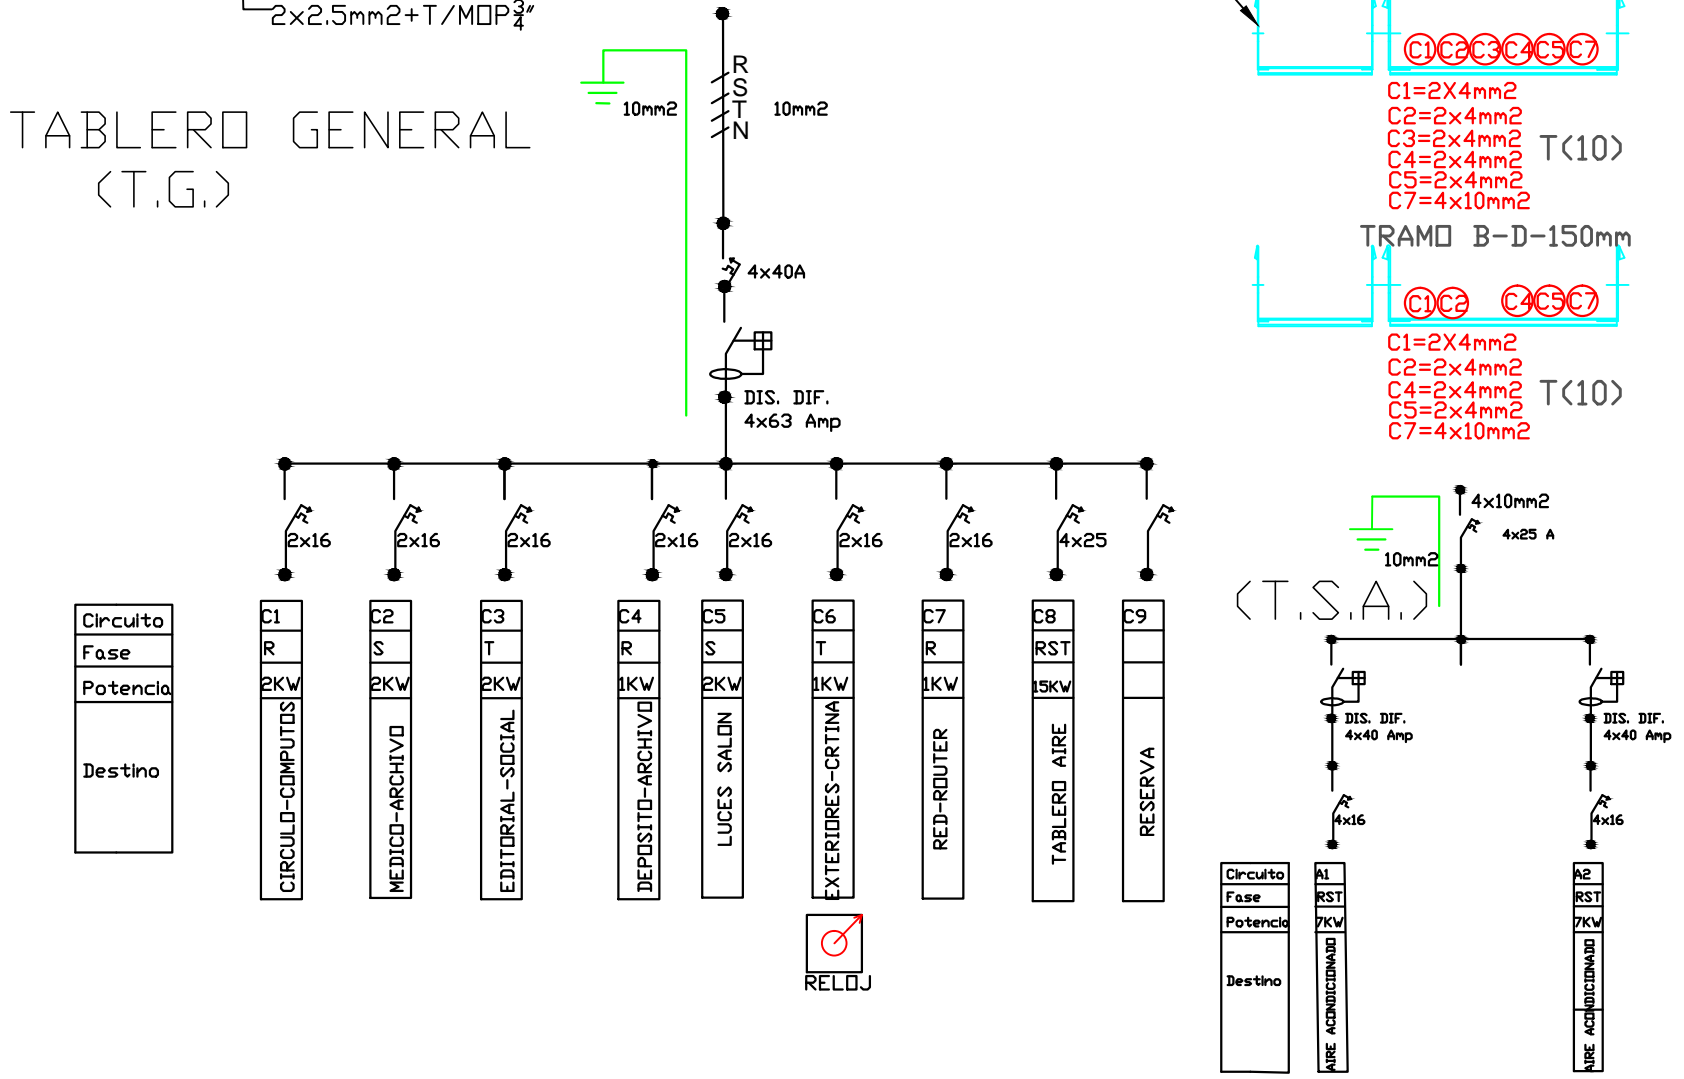 2x2.5mm2+T/MOP3/4"
TABLERO GENERAL
(T.G.)
R
S
T
N
10mm2
10mm2
4x40A
DIS. DIF.
4x63 Amp
2x16
2x16
2x16
2x16
2x16
2x16
2x16
4x25
Circuito
Fase
Potencia
Destino
C1
R
2KW
CIRCULO-COMPUTOS
C2
S
2KW
MEDICO-ARCHIVO
C3
T
2KW
EDITORIAL-SOCIAL
C4
R
1KW
DEPOSITO-ARCHIVO
C5
S
2KW
LUCES SALON
C6
T
1KW
EXTERIORES-CRTINA
C7
R
1KW
RED-ROUTER
C8
RST
15KW
TABLERO AIRE
C9
RESERVA
RELOJ
C1 C2 C3 C4 C5 C7
C1=2X4mm2
C2=2x4mm2
C3=2x4mm2
C4=2x4mm2
C5=2x4mm2
C7=4x10mm2
T(10)
TRAMO B-D-150mm
C1 C2 C4 C5 C7
C1=2X4mm2
C2=2x4mm2
C4=2x4mm2
C5=2x4mm2
C7=4x10mm2
T(10)
4x10mm2
4x25 A
10mm2
(T.S.A.)
DIS. DIF.
4x40 Amp
DIS. DIF.
4x40 Amp
4x16
4x16
Circuito
Fase
Potencia
Destino
A1
RST
7KW
AIRE ACONDICIONADO
A2
RST
7KW
AIRE ACONDICIONADO